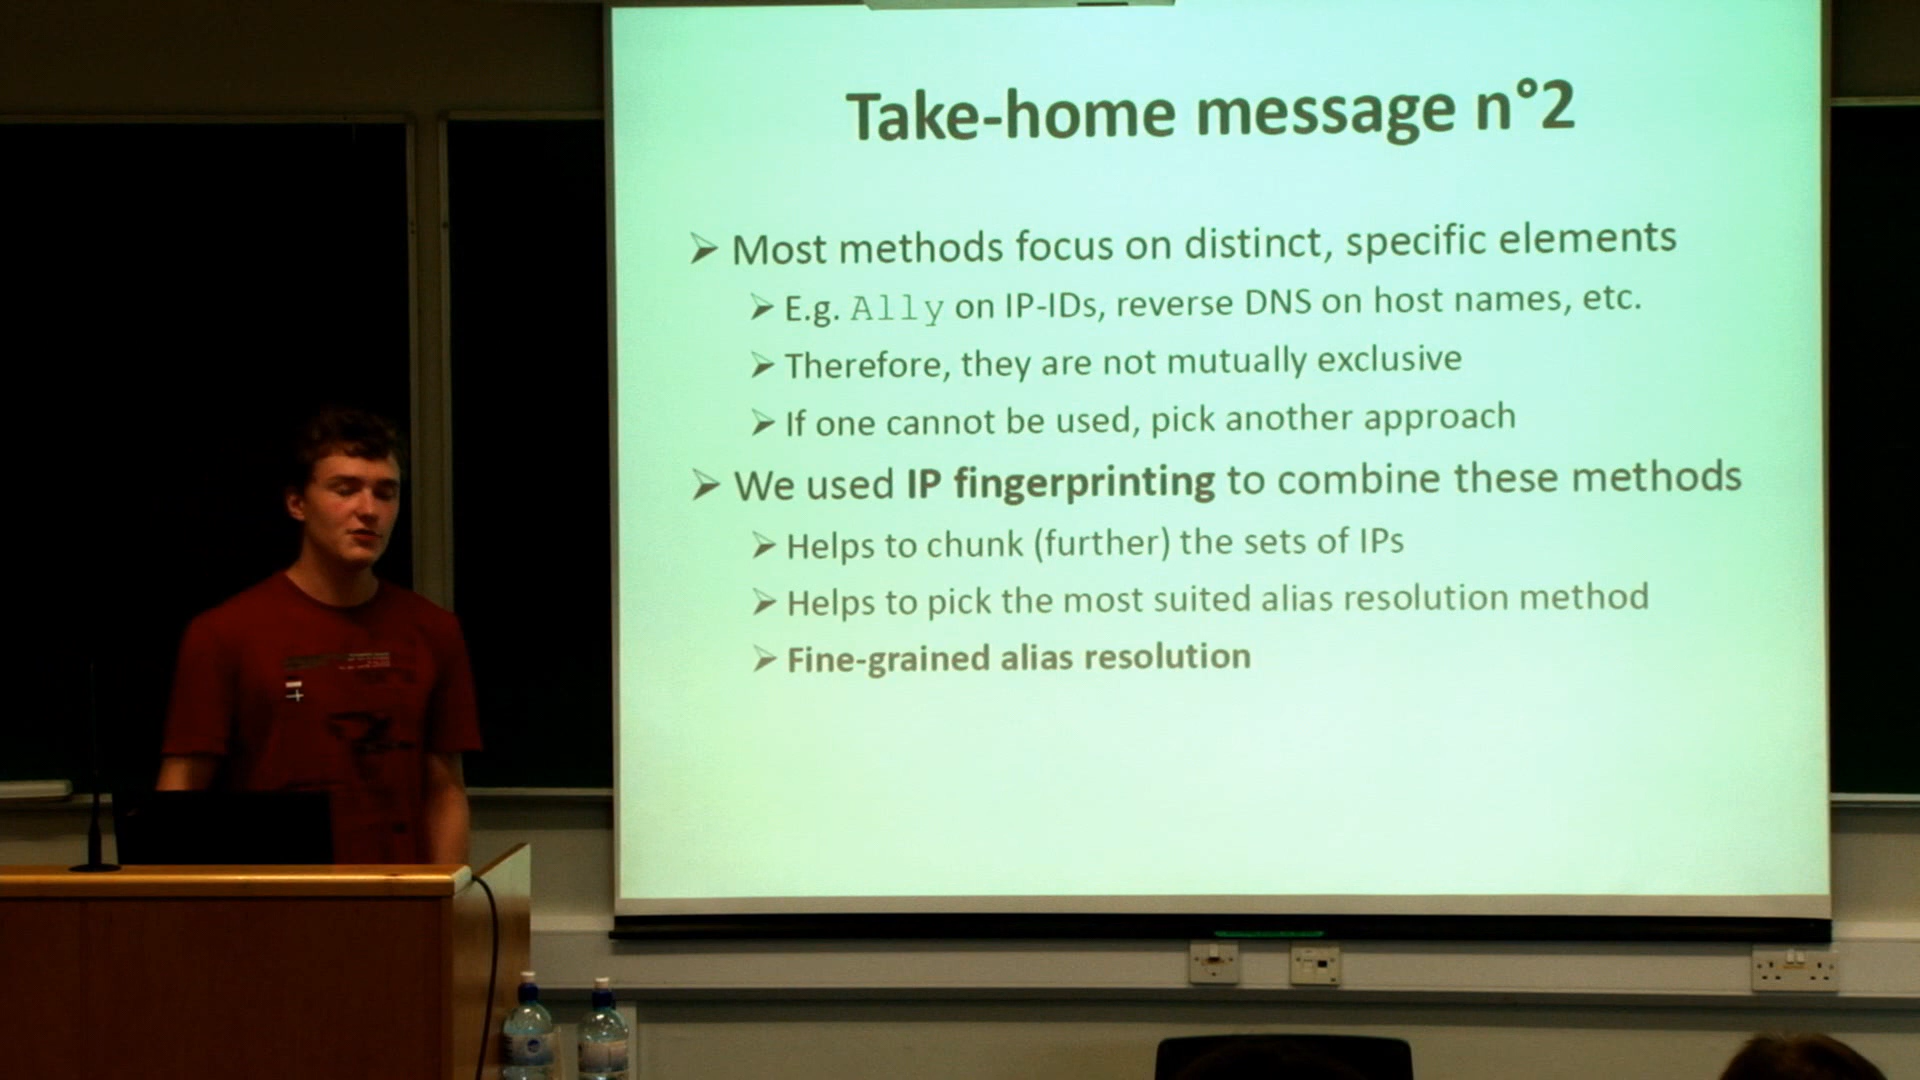 Take-home message n°2
➢ Most methods focus on distinct, specific elements
➢ E.g. Ally on IP-IDs, reverse DNS on host names, etc.
➢ Therefore, they are not mutually exclusive
➢ If one cannot be used, pick another approach
➢ We used IP fingerprinting to combine these methods
➢ Helps to chunk (further) the sets of IPs
➢ Helps to pick the most suited alias resolution method
➢ Fine-grained alias resolution